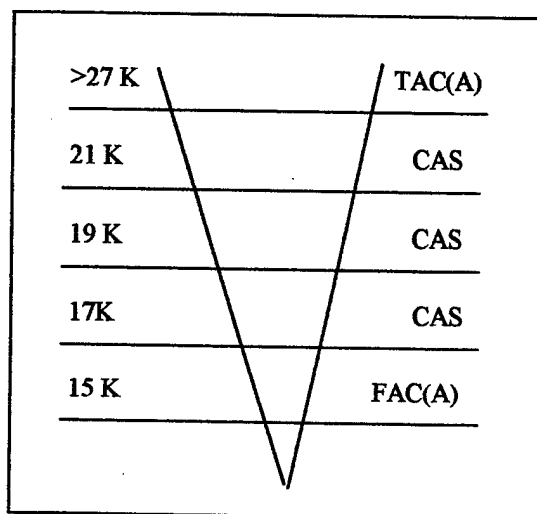 >27 K TAC(A)
21 K CAS
19 K CAS
17K CAS
15 K FAC(A)